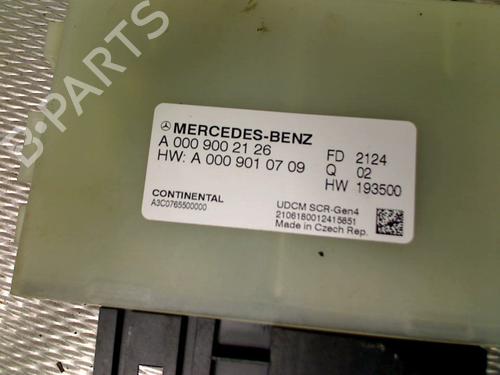 B-PARTS
MERCEDES-BENZ
A 000 900 21 26
HW: A 000 901 07 09
FD 2124
Q 02
HW 193500
CONTINENTAL
A3C0765500000
UDCM SCR-Gen4
2106180012415851
Made in Czech Rep.